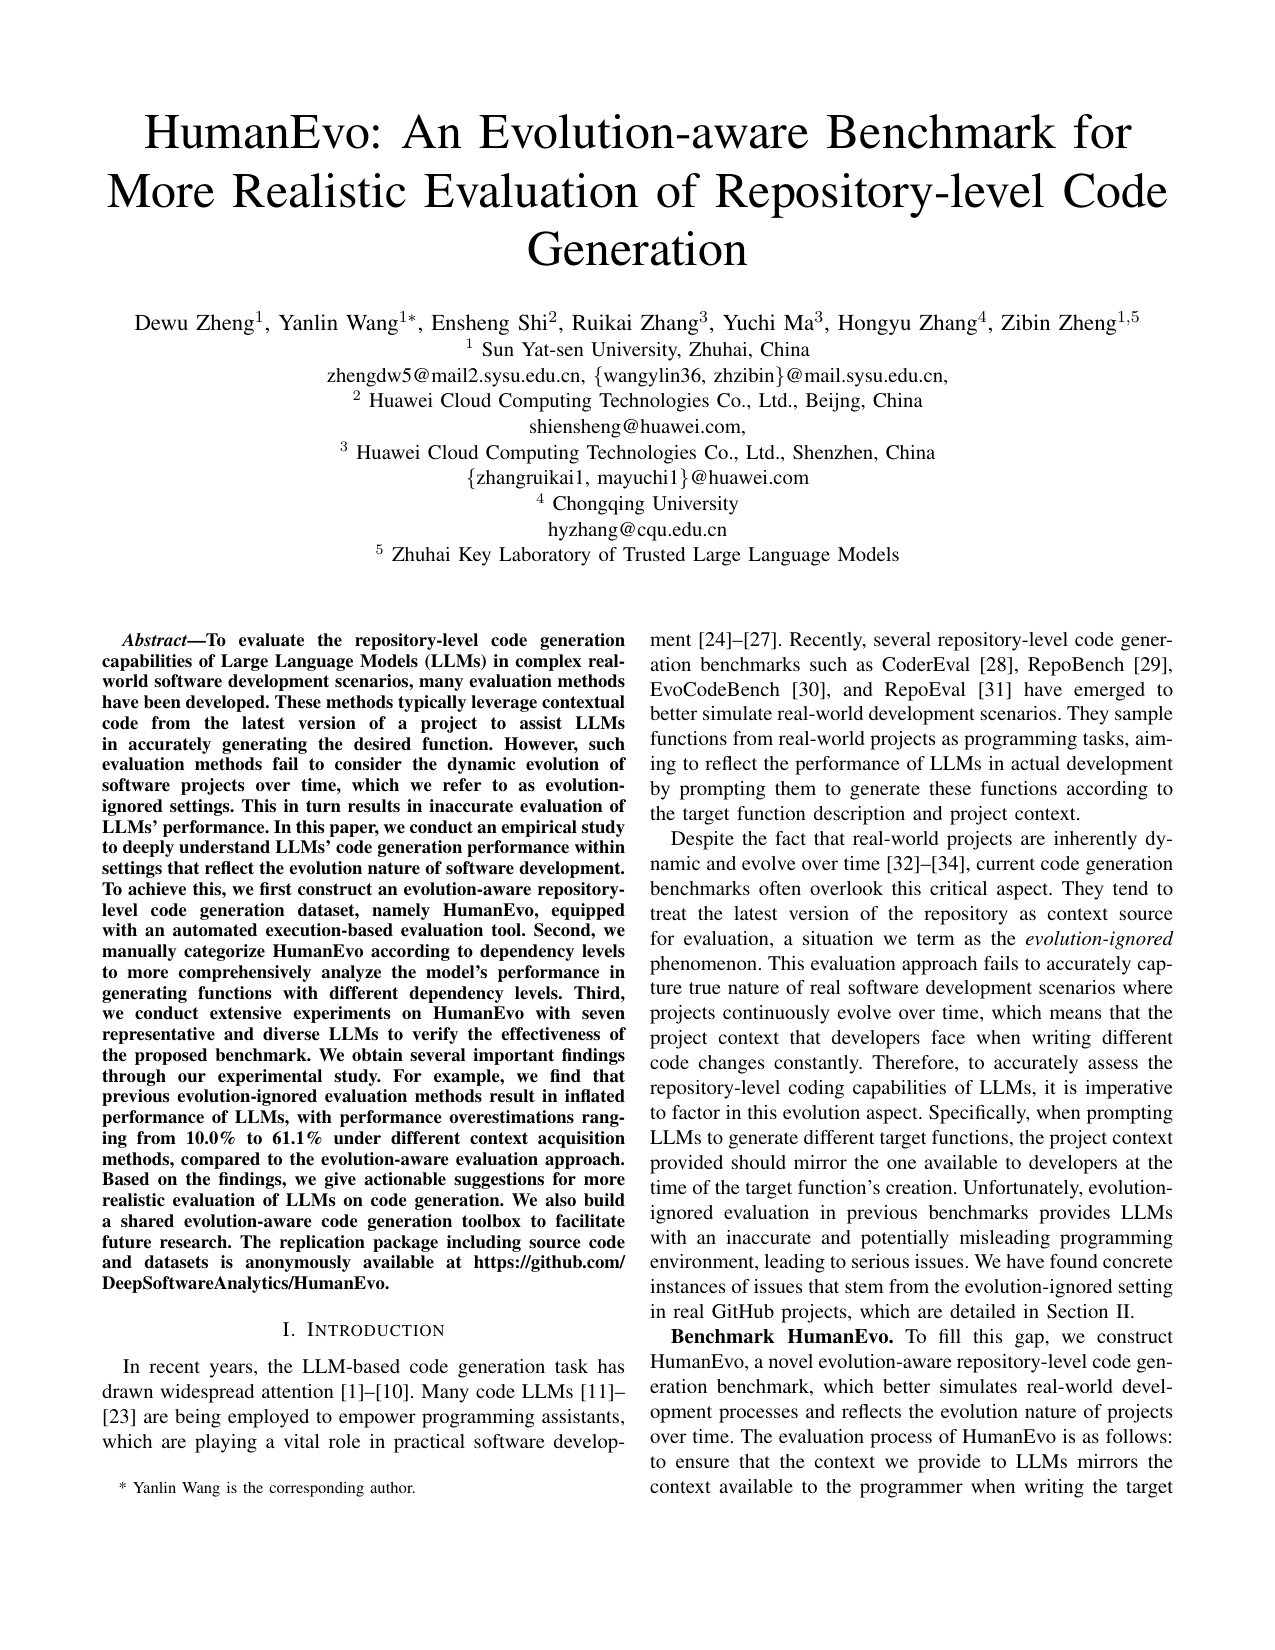 HumanEvo: An Evolution-aware Benchmark for
More Realistic Evaluation of Repository-level Code
Generation
Dewu Zheng1, Yanlin Wang1*, Ensheng Shi2, Ruikai Zhang3, Yuchi Ma3, Hongyu Zhang4, Zibin Zheng1,5
1 Sun Yat-sen University, Zhuhai, China
zhengdw5@mail2.sysu.edu.cn, {wangylin36, zhzibin}@mail.sysu.edu.cn,
2 Huawei Cloud Computing Technologies Co., Ltd., Beijng, China
shiensheng@huawei.com,
3 Huawei Cloud Computing Technologies Co., Ltd., Shenzhen, China
{zhangruikai1, mayuchi1}@huawei.com
4 Chongqing University
hyzhang@cqu.edu.cn
5 Zhuhai Key Laboratory of Trusted Large Language Models
Abstract—To evaluate the repository-level code generation
capabilities of Large Language Models (LLMs) in complex real-
world software development scenarios, many evaluation methods
have been developed. These methods typically leverage contextual
code from the latest version of a project to assist LLMs
in accurately generating the desired function. However, such
evaluation methods fail to consider the dynamic evolution of
software projects over time, which we refer to as evolution-
ignored settings. This in turn results in inaccurate evaluation of
LLMs' performance. In this paper, we conduct an empirical study
to deeply understand LLMs' code generation performance within
settings that reflect the evolution nature of software development.
To achieve this, we first construct an evolution-aware repository-
level code generation dataset, namely HumanEvo, equipped
with an automated execution-based evaluation tool. Second, we
manually categorize HumanEvo according to dependency levels
to more comprehensively analyze the model's performance in
generating functions with different dependency levels. Third,
we conduct extensive experiments on HumanEvo with seven
representative and diverse LLMs to verify the effectiveness of
the proposed benchmark. We obtain several important findings
through our experimental study. For example, we find that
previous evolution-ignored evaluation methods result in inflated
performance of LLMs, with performance overestimations rang-
ing from 10.0% to 61.1% under different context acquisition
methods, compared to the evolution-aware evaluation approach.
Based on the findings, we give actionable suggestions for more
realistic evaluation of LLMs on code generation. We also build
a shared evolution-aware code generation toolbox to facilitate
future research. The replication package including source code
and datasets is anonymously available at https://github.com/
DeepSoftwareAnalytics/HumanEvo.
I. INTRODUCTION
In recent years, the LLM-based code generation task has
drawn widespread attention [1]–[10]. Many code LLMs [11]–
[23] are being employed to empower programming assistants,
which are playing a vital role in practical software develop-
* Yanlin Wang is the corresponding author.
ment [24]–[27]. Recently, several repository-level code gener-
ation benchmarks such as CoderEval [28], RepoBench [29],
EvoCodeBench [30], and RepoEval [31] have emerged to
better simulate real-world development scenarios. They sample
functions from real-world projects as programming tasks, aim-
ing to reflect the performance of LLMs in actual development
by prompting them to generate these functions according to
the target function description and project context.
Despite the fact that real-world projects are inherently dy-
namic and evolve over time [32]–[34], current code generation
benchmarks often overlook this critical aspect. They tend to
treat the latest version of the repository as context source
for evaluation, a situation we term as the evolution-ignored
phenomenon. This evaluation approach fails to accurately cap-
ture true nature of real software development scenarios where
projects continuously evolve over time, which means that the
project context that developers face when writing different
code changes constantly. Therefore, to accurately assess the
repository-level coding capabilities of LLMs, it is imperative
to factor in this evolution aspect. Specifically, when prompting
LLMs to generate different target functions, the project context
provided should mirror the one available to developers at the
time of the target function's creation. Unfortunately, evolution-
ignored evaluation in previous benchmarks provides LLMs
with an inaccurate and potentially misleading programming
environment, leading to serious issues. We have found concrete
instances of issues that stem from the evolution-ignored setting
in real GitHub projects, which are detailed in Section II.
Benchmark HumanEvo. To fill this gap, we construct
HumanEvo, a novel evolution-aware repository-level code gen-
eration benchmark, which better simulates real-world devel-
opment processes and reflects the evolution nature of projects
over time. The evaluation process of HumanEvo is as follows:
to ensure that the context we provide to LLMs mirrors the
context available to the programmer when writing the target